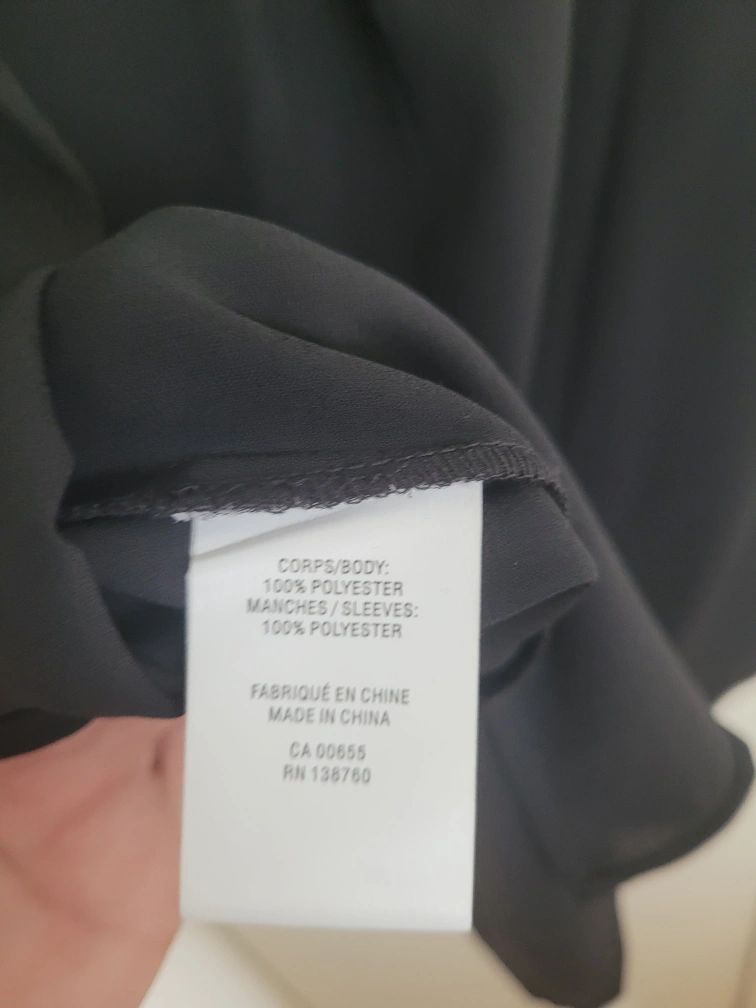 CORPS/BODY:
100% POLYESTER
MANCHES / SLEEVES:
100% POLYESTER
FABRIQUÉ EN CHINE
MADE IN CHINA
CA 00655
RN 138760